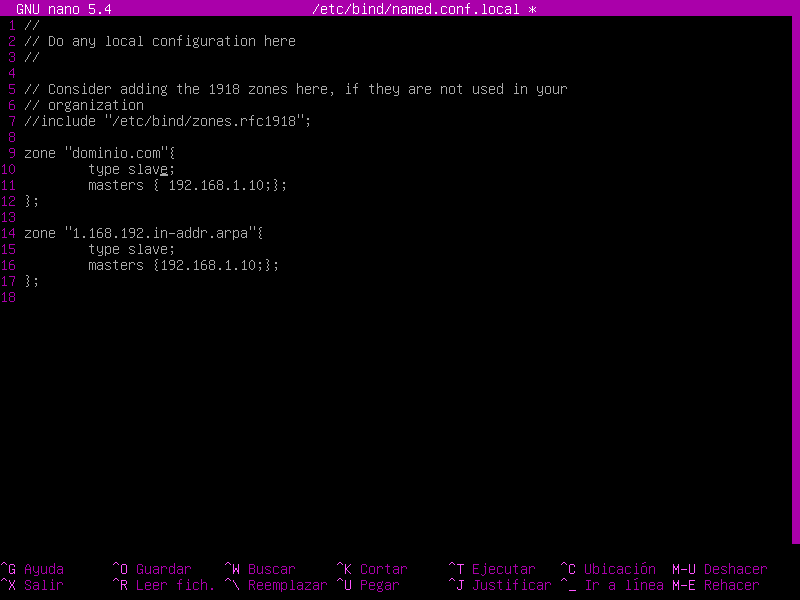 GNU nano 5.4 /etc/bind/named.conf.local *
1 //
2 // Do any local configuration here
3 //
4
5 // Consider adding the 1918 zones here, if they are not used in your
6 // organization
7 //include "/etc/bind/zones.rfc1918";
8
9 zone "dominio.com"{
10 type slave;
11 masters { 192.168.1.10;};
12 };
13
14 zone "1.168.192.in-addr.arpa"{
15 type slave;
16 masters {192.168.1.10;};
17 };
18
^G Ayuda ^O Guardar ^W Buscar ^K Cortar ^T Ejecutar ^C Ubicación M-U Deshacer
^X Salir ^R Leer fich. ^\ Reemplazar ^U Pegar ^J Justificar ^_ Ir a línea M-E Rehacer